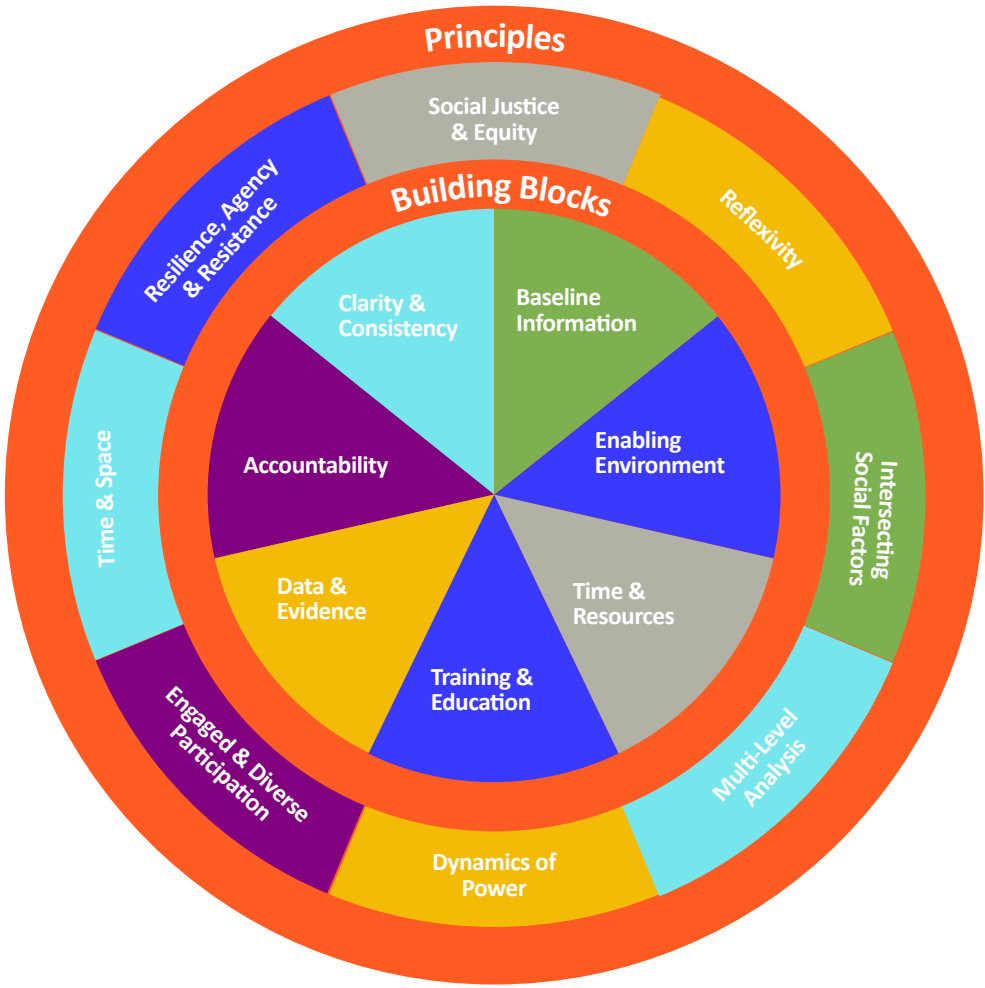 Principles
Social Justice
& Equity
Reflexivity
Intersecting
Social Factors
Multi-Level
Analysis
Dynamics of
Power
Engaged & Diverse
Participation
Time & Space
Resilience, Agency
& Resistance
Building Blocks
Baseline
Information
Enabling
Environment
Time &
Resources
Training &
Education
Data &
Evidence
Accountability
Clarity &
Consistency